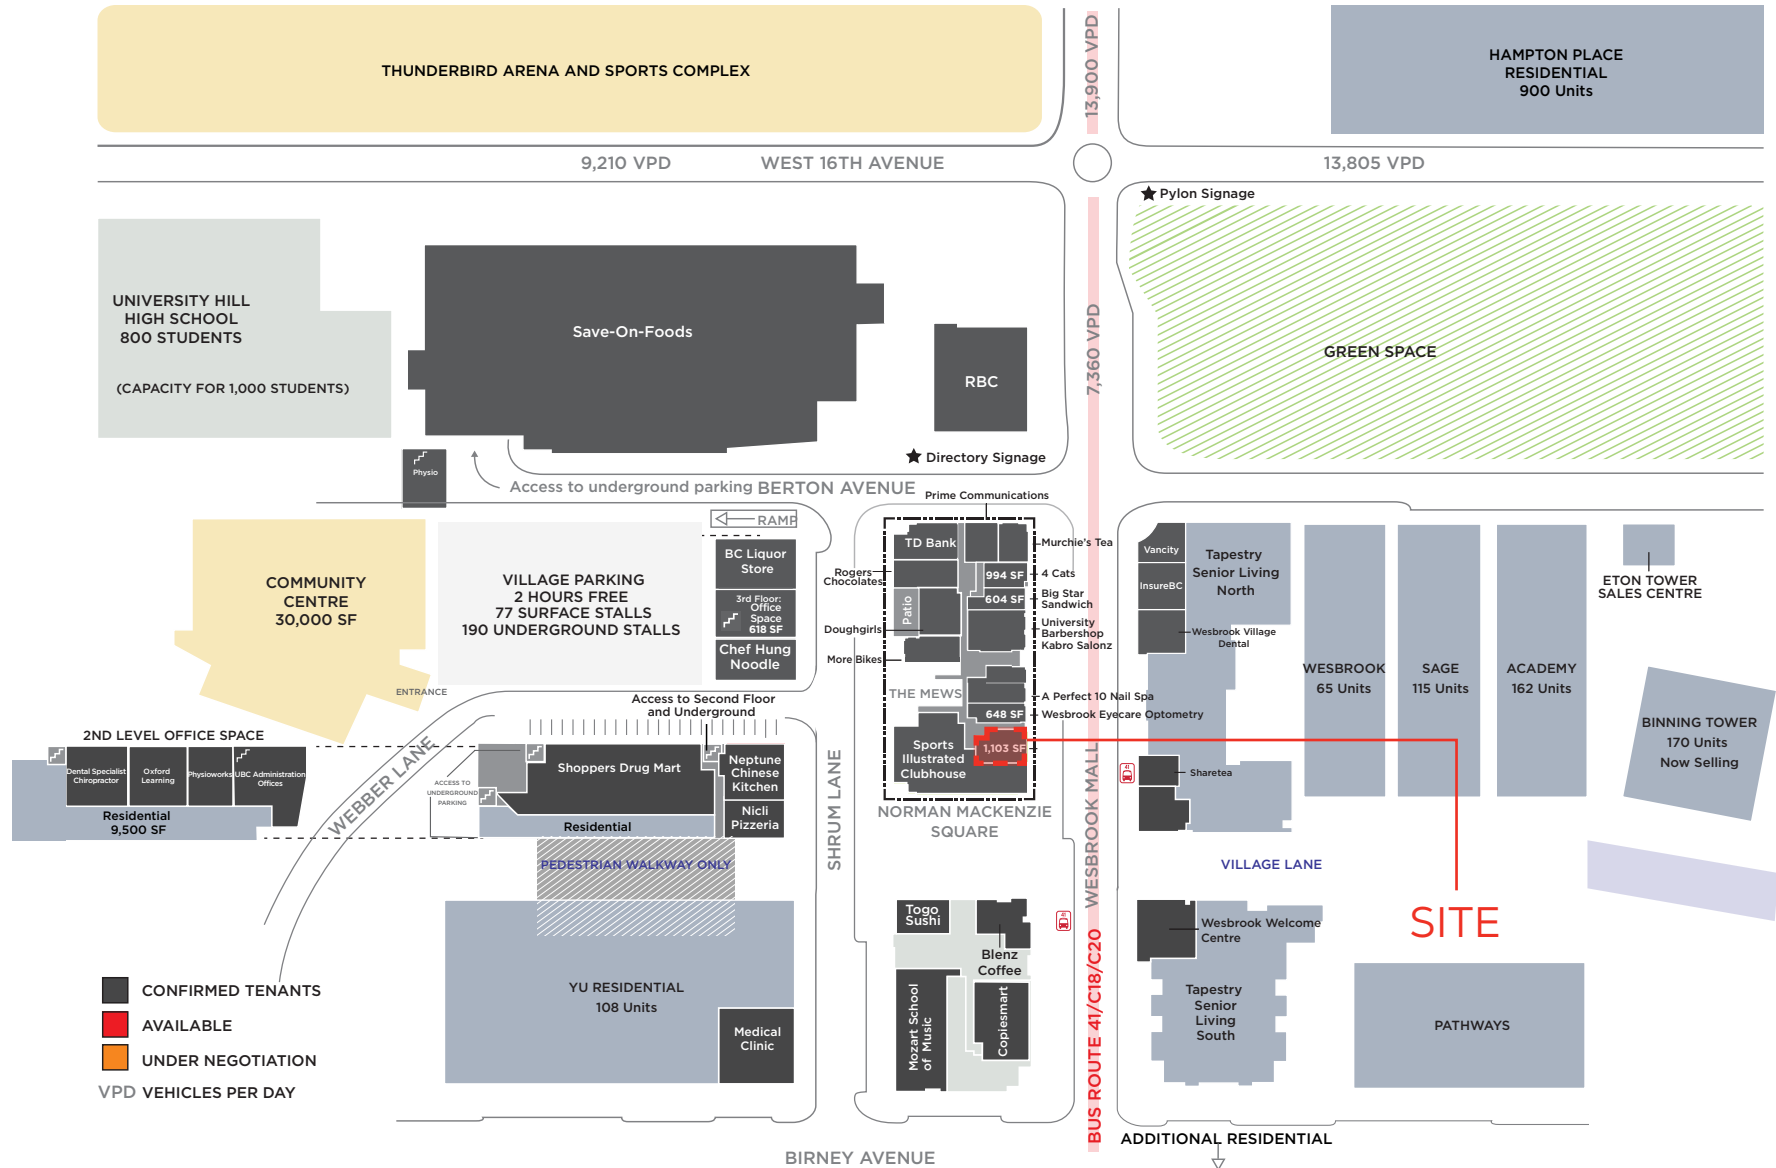 THUNDERBIRD ARENA AND SPORTS COMPLEX
13,900 VPD
HAMPTON PLACE
RESIDENTIAL
900 Units
9,210 VPD
WEST 16TH AVENUE
13,805 VPD
Pylon Signage
UNIVERSITY HILL
HIGH SCHOOL
800 STUDENTS
(CAPACITY FOR 1,000 STUDENTS)
Save-On-Foods
RBC
7,360 VPD
GREEN SPACE
Directory Signage
Physio
Access to underground parking
BERTON AVENUE
Prime Communications
RAMP
COMMUNITY
CENTRE
30,000 SF
VILLAGE PARKING
2 HOURS FREE
77 SURFACE STALLS
190 UNDERGROUND STALLS
BC Liquor
Store
3rd Floor:
Office
Space
618 SF
Chef Hung
Noodle
TD Bank
Murchie's Tea
Rogers
Chocolates
994 SF
4 Cats
604 SF
Big Star
Sandwich
Patio
Doughgirls
University
Barbershop
Kabro Salonz
More Bikes
THE MEWS
A Perfect 10 Nail Spa
648 SF
Wesbrook Eyecare Optometry
1,103 SF
Sports
Illustrated
Clubhouse
NORMAN MACKENZIE
SQUARE
Vancity
InsureBC
Tapestry
Senior Living
North
Wesbrook Village
Dental
WESBROOK
65 Units
SAGE
115 Units
ACADEMY
162 Units
ETON TOWER
SALES CENTRE
BINNING TOWER
170 Units
Now Selling
ENTRANCE
Access to Second Floor
and Underground
2ND LEVEL OFFICE SPACE
Dental Specialist
Chiropractor
Oxford
Learning
Physioworks
UBC Administration
Offices
Residential
9,500 SF
WEBBER LANE
ACCESS TO
UNDERGROUND
PARKING
Shoppers Drug Mart
Neptune
Chinese
Kitchen
Nicli
Pizzeria
Residential
PEDESTRIAN WALKWAY ONLY
SHRUM LANE
WESBROOK MALL
41
Sharetea
VILLAGE LANE
SITE
Togo
Sushi
Blenz
Coffee
41
Wesbrook Welcome
Centre
Mozart School
of Music
Copiesmart
BUS ROUTE 41/C18/C20
Tapestry
Senior
Living
South
PATHWAYS
YU RESIDENTIAL
108 Units
Medical
Clinic
CONFIRMED TENANTS
AVAILABLE
UNDER NEGOTIATION
VPD VEHICLES PER DAY
BIRNEY AVENUE
ADDITIONAL RESIDENTIAL